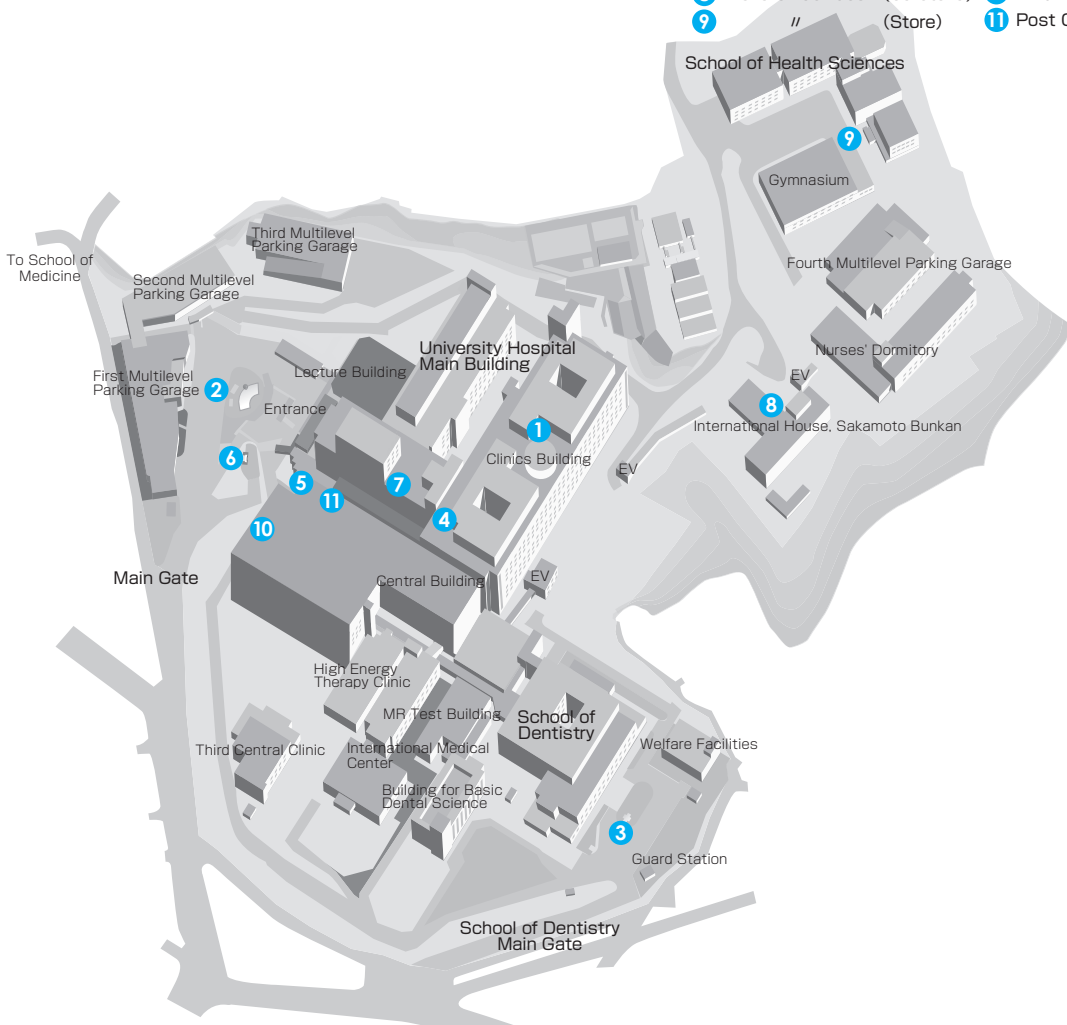 9 〃 (Store) 11 Post
School of Health Sciences
9
Gymnasium
Third Multilevel
Parking Garage
To School of
Medicine
Second Multilevel
Parking Garage
Fourth Multilevel Parking Garage
University Hospital
Main Building
Nurses' Dormitory
Lecture Building
First Multilevel
Parking Garage
2
EV
Entrance
8
International House, Sakamoto Bunkan
1
Clinics Building
6
EV
5
7
11
4
10
Main Gate
Central Building
EV
High Energy
Therapy Clinic
MR Test Building
School of
Dentistry
Third Central Clinic
International Medical
Center
Welfare Facilities
Building for Basic
Dental Science
3
Guard Station
School of Dentistry
Main Gate